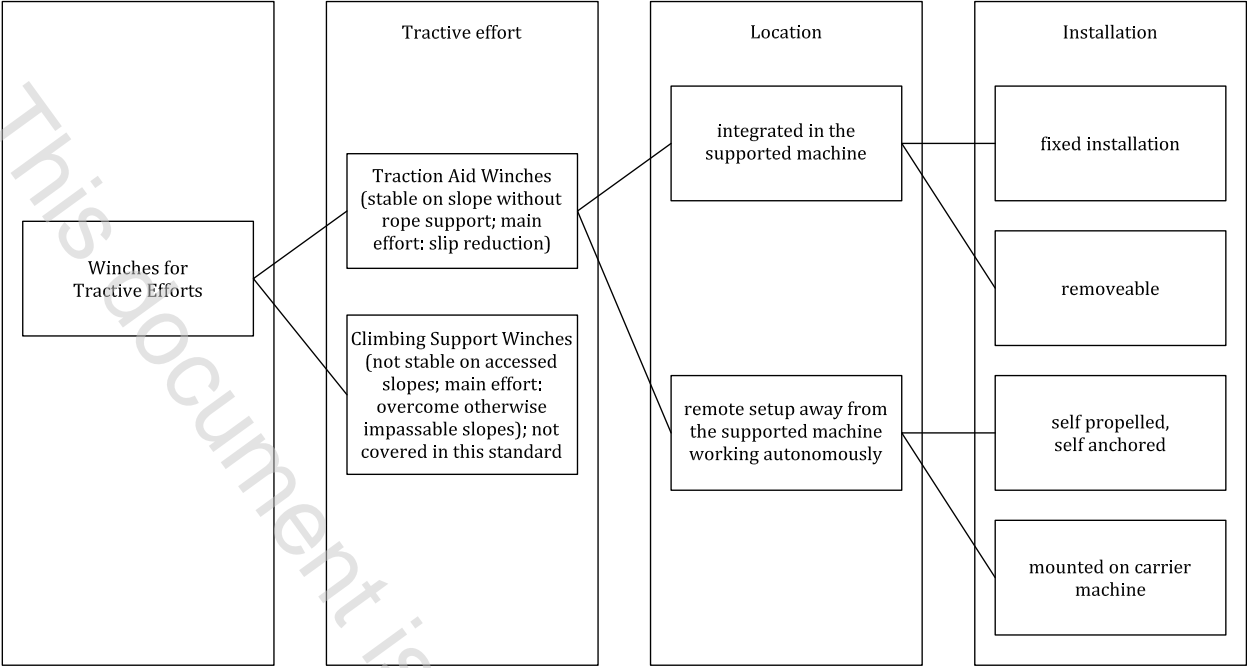 Tractive effort
Location
Installation
Winches for
Tractive Efforts
Traction Aid Winches
(stable on slope without
rope support; main
effort: slip reduction)
Climbing Support Winches
(not stable on accessed
slopes; main effort:
overcome otherwise
impassable slopes); not
covered in this standard
integrated in the
supported machine
remote setup away from
the supported machine
working autonomously
fixed installation
removeable
self propelled,
self anchored
mounted on carrier
machine
This document is